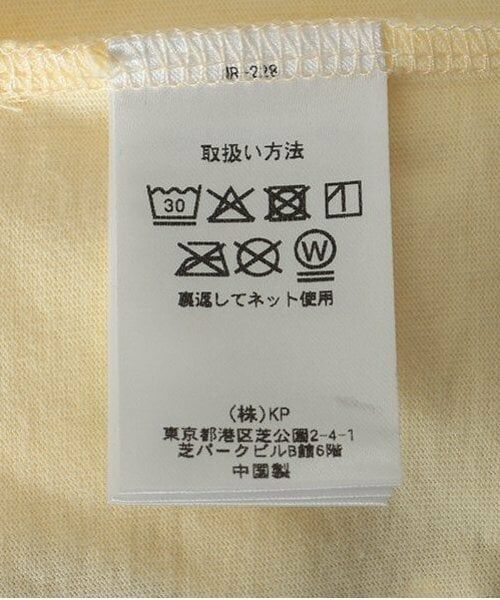 IR-228
取扱い方法
30
W
裏返してネット使用
(株)KP
東京都港区芝公園2-4-1
芝パークビルB館6階
中国製